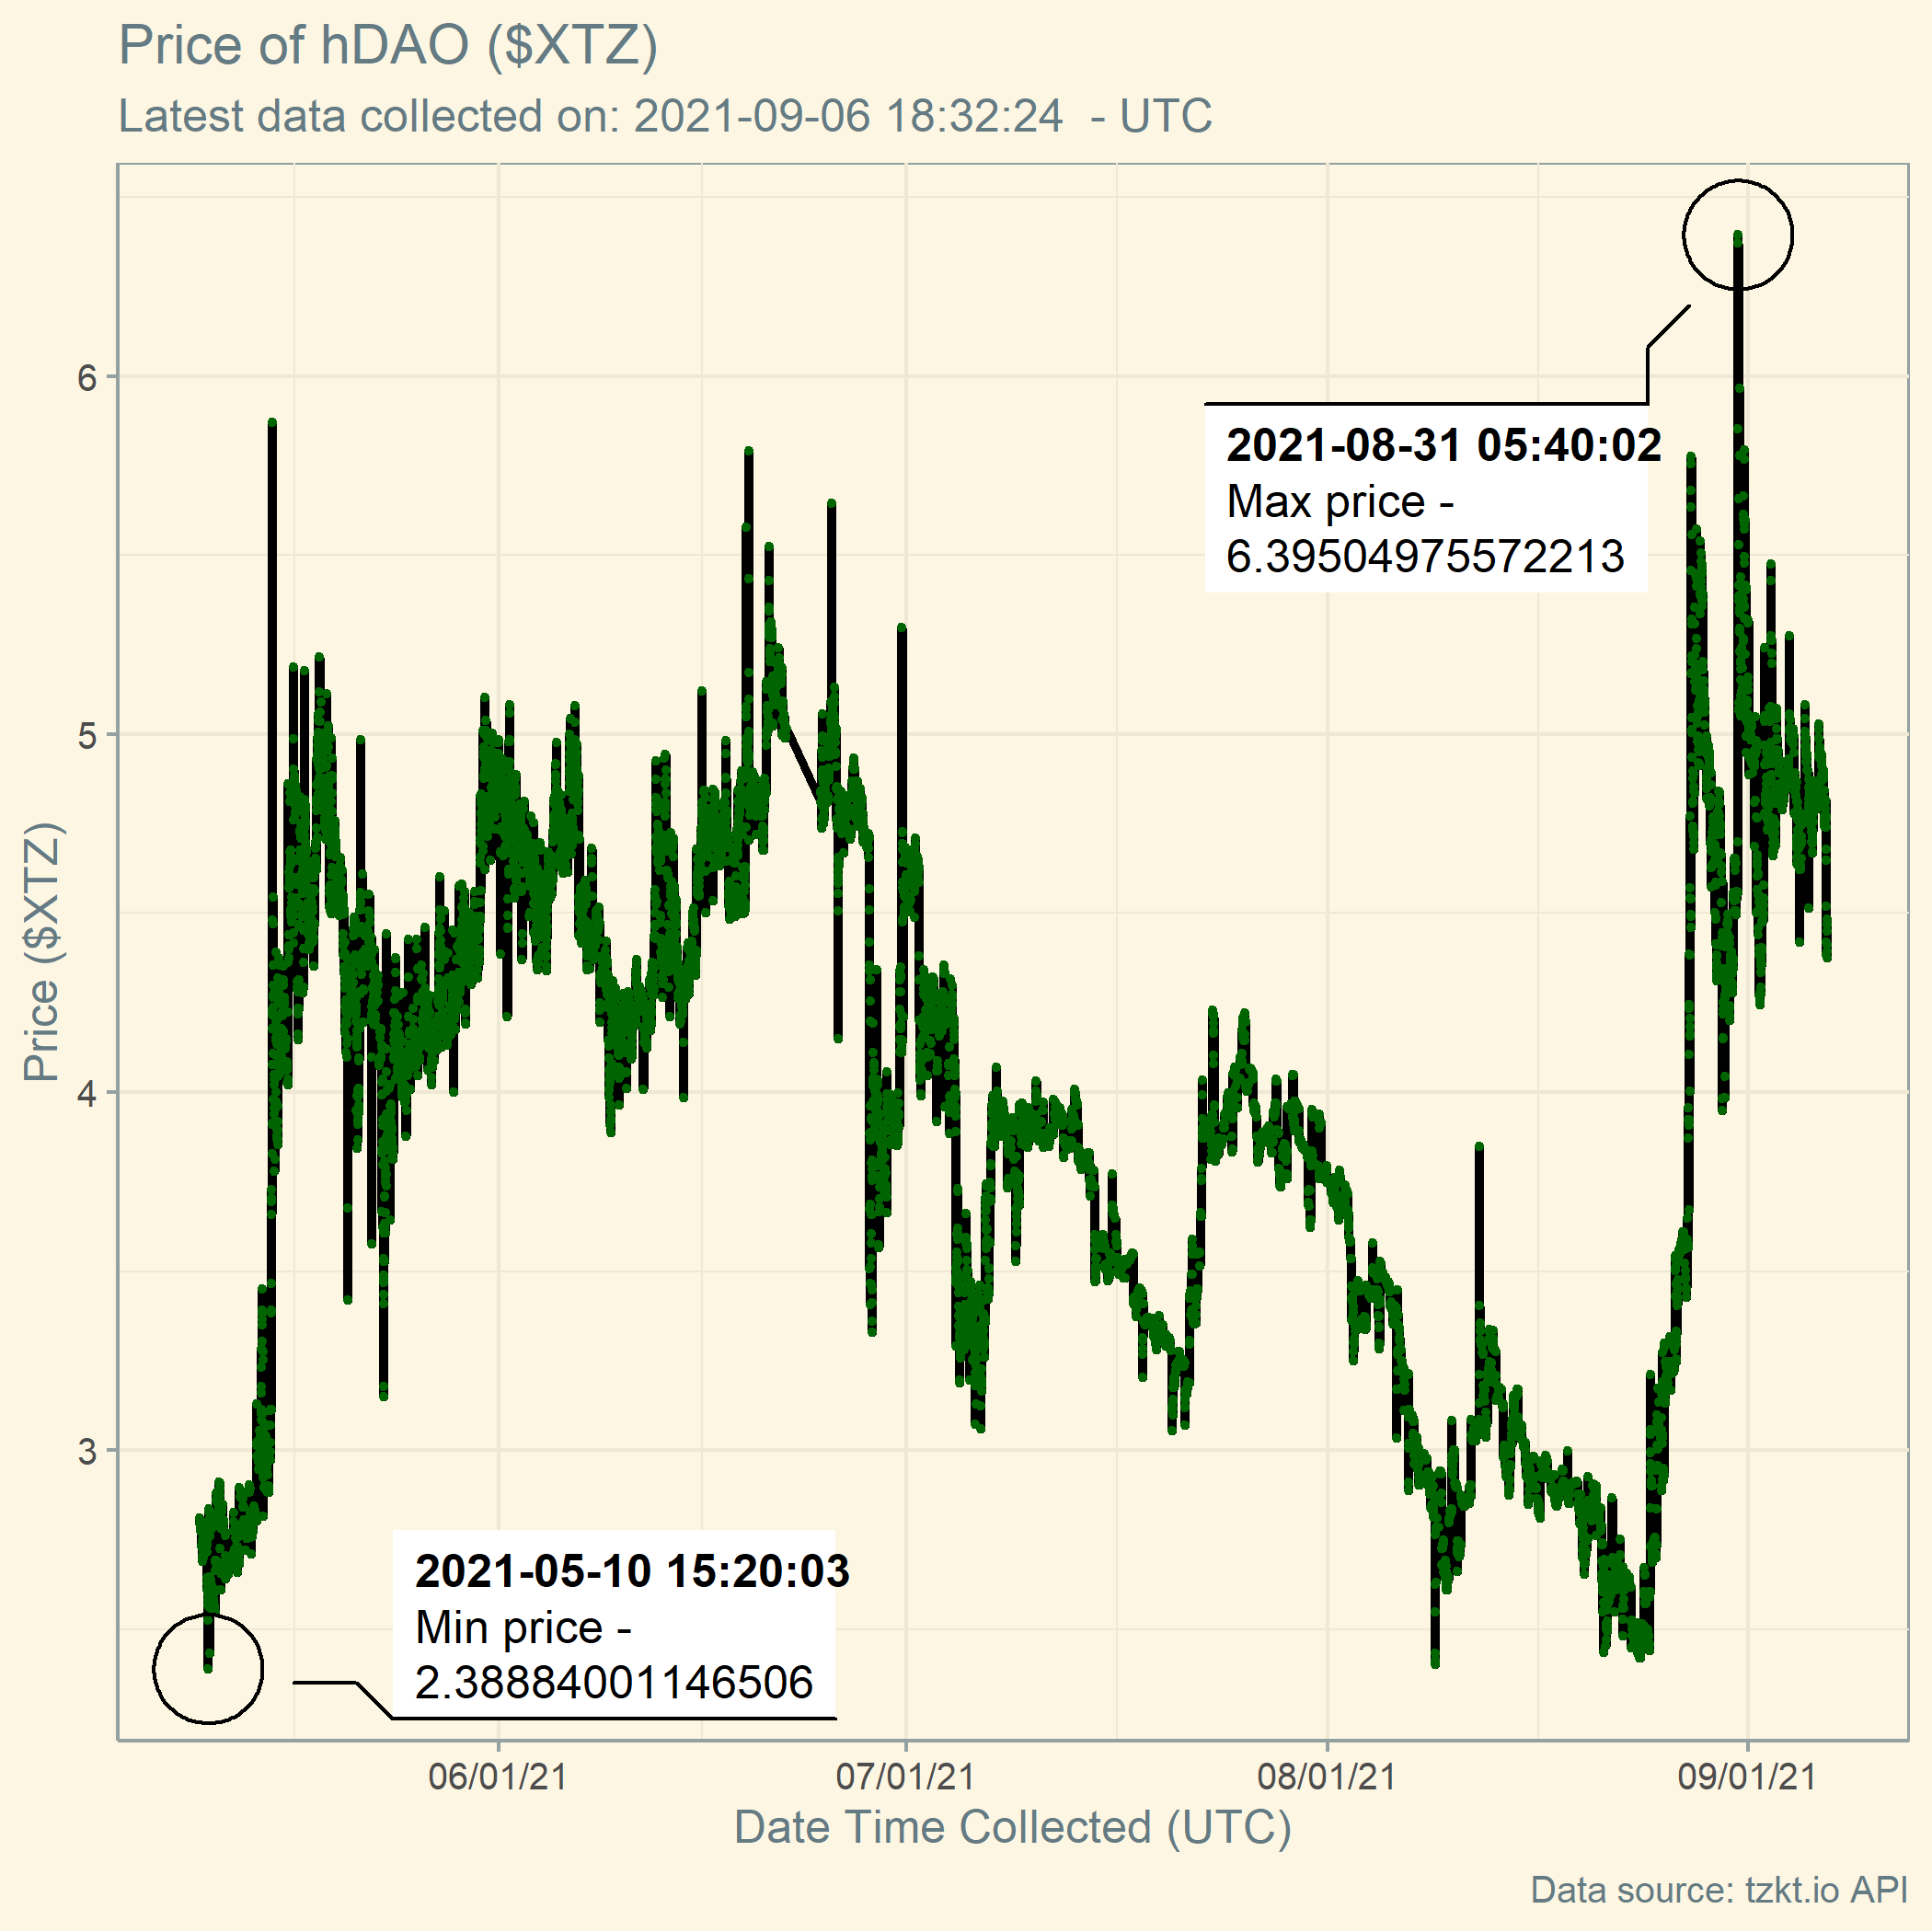 Price of hDAO ($XTZ)
Latest data collected on: 2021-09-06 18:32:24  - UTC
2021-08-31 05:40:02
Max price -
6.39504975572213
2021-05-10 15:20:03
Min price -
2.38884001146506
Price ($XTZ)
6
5
4
3
06/01/21
07/01/21
08/01/21
09/01/21
Date Time Collected (UTC)
Data source: tzkt.io API